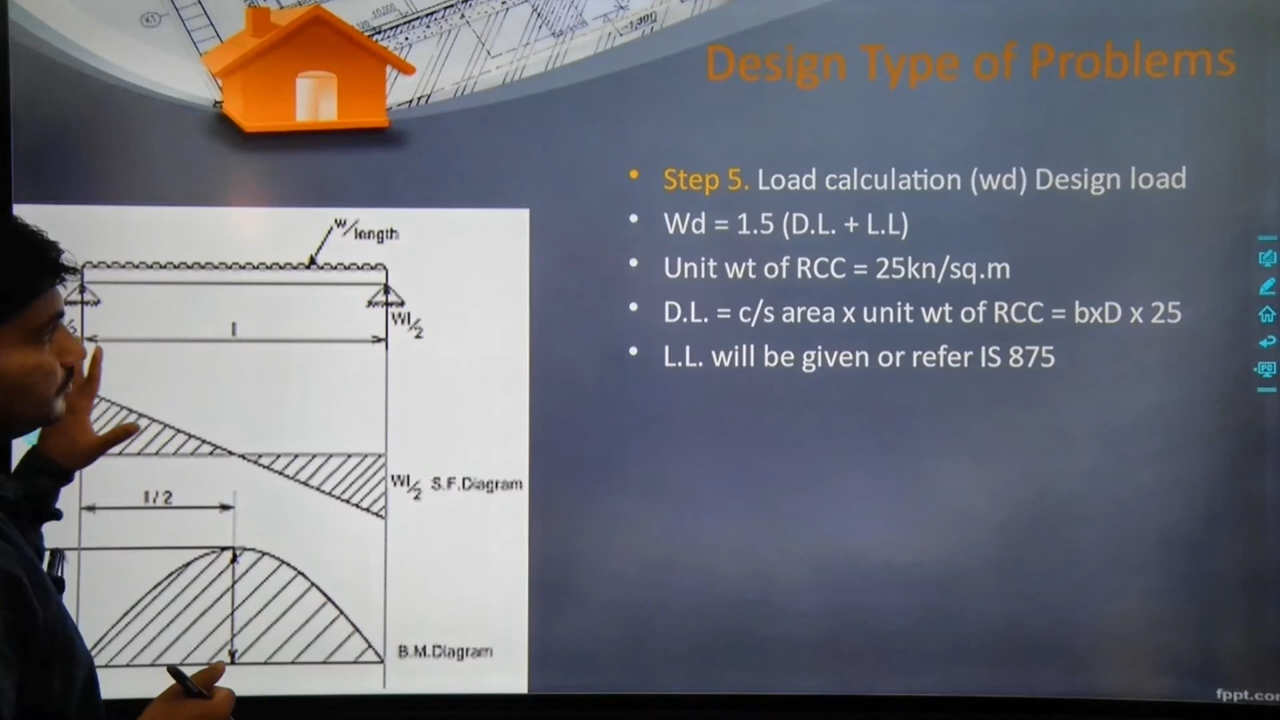 Design Type of Problems
• Step 5. Load calculation (wd) Design load
• Wd = 1.5 (D.L. + L.L)
• Unit wt of RCC = 25kn/sq.m
• D.L. = c/s area x unit wt of RCC = bxD x 25
• L.L. will be given or refer IS 875
w/length
Wl/2
l
Wl/2 S.F.Diagram
l/2
B.M.Diagram
fppt.com